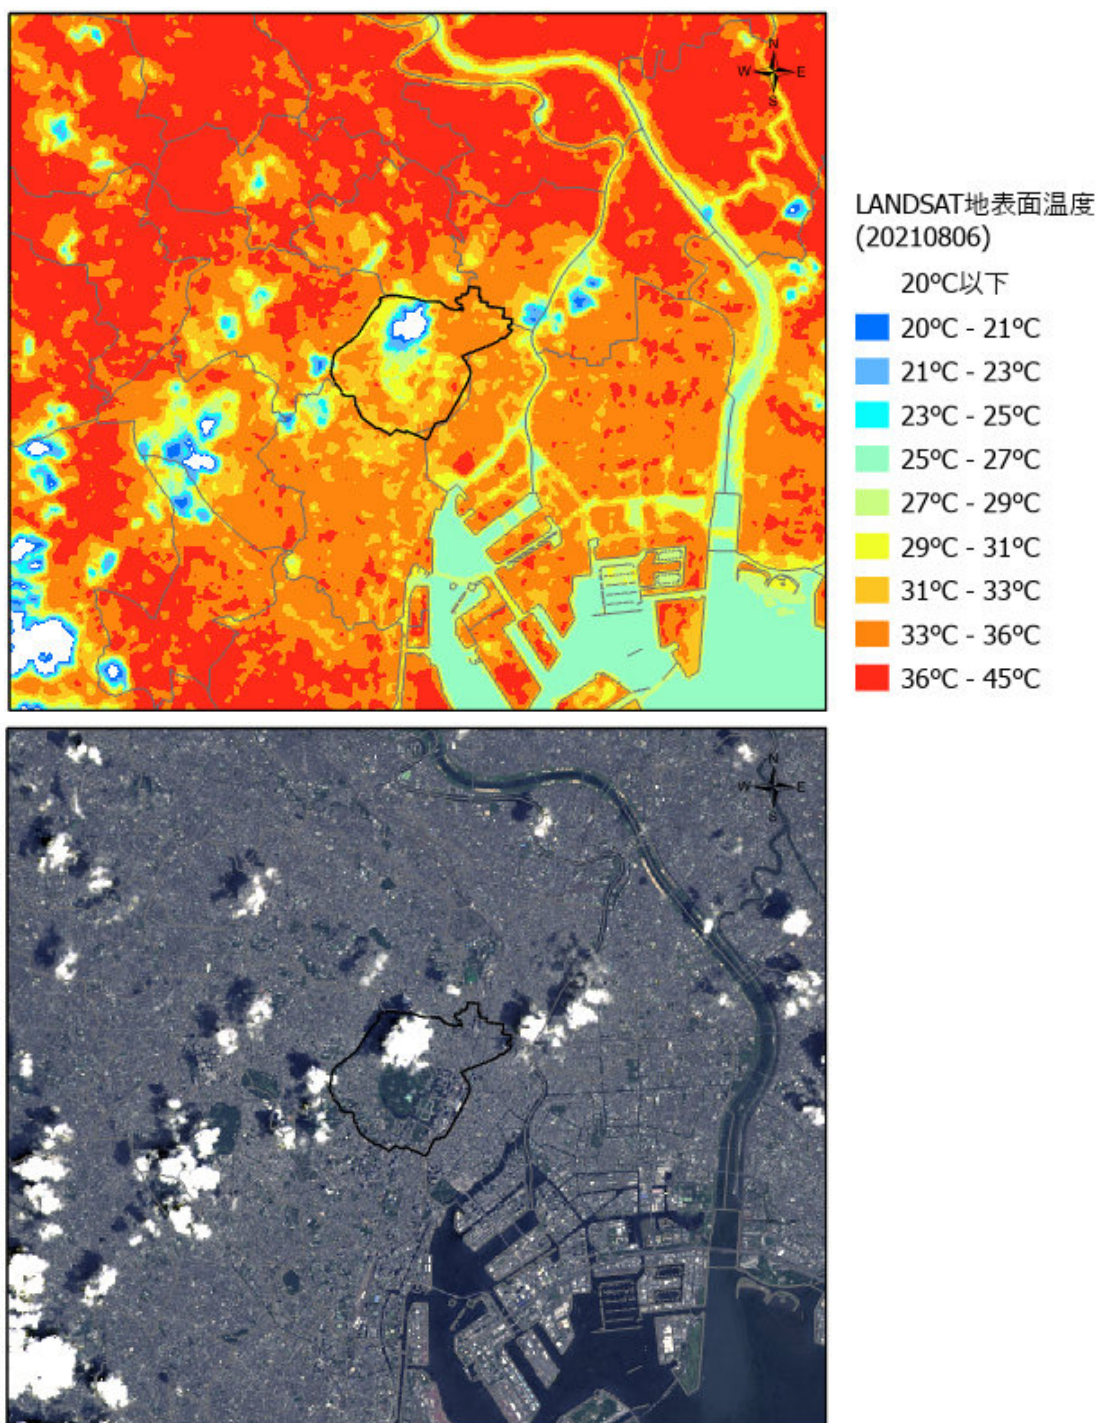 N
W E
S
LANDSAT地表面温度
(20210806)
20℃以下
20℃ - 21℃
21℃ - 23℃
23℃ - 25℃
25℃ - 27℃
27℃ - 29℃
29℃ - 31℃
31℃ - 33℃
33℃ - 36℃
36℃ - 45℃
N
W E
S